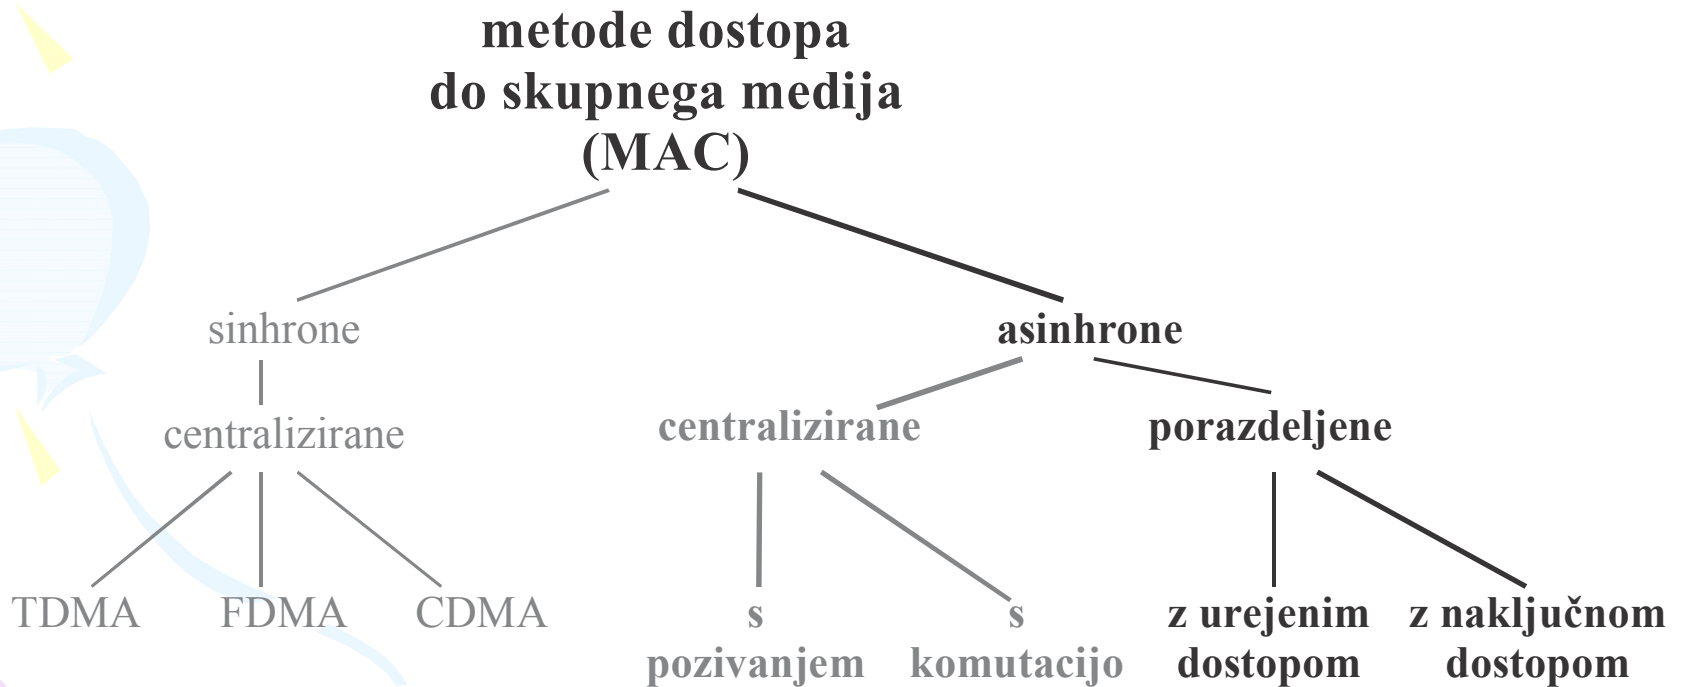 metode dostopa
do skupnega medija
(MAC)
sinhrone
asinhrone
centralizirane
centralizirane
porazdeljene
TDMA
FDMA
CDMA
s
pozivanjem
s
komutacijo
z urejenim
dostopom
z naključnom
dostopom